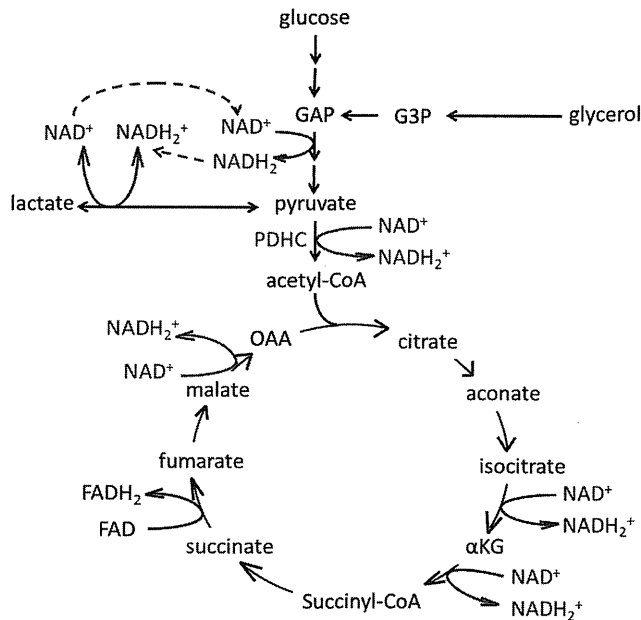 glucose
GAP
G3P
glycerol
NAD⁺
NADH₂⁺
NAD⁺
NADH₂
lactate
pyruvate
PDHC
NAD⁺
NADH₂⁺
acetyl-CoA
NADH₂⁺
OAA
citrate
NAD⁺
malate
aconate
fumarate
isocitrate
FADH₂
NAD⁺
FAD
NADH₂⁺
succinate
αKG
NAD⁺
Succinyl-CoA
NADH₂⁺